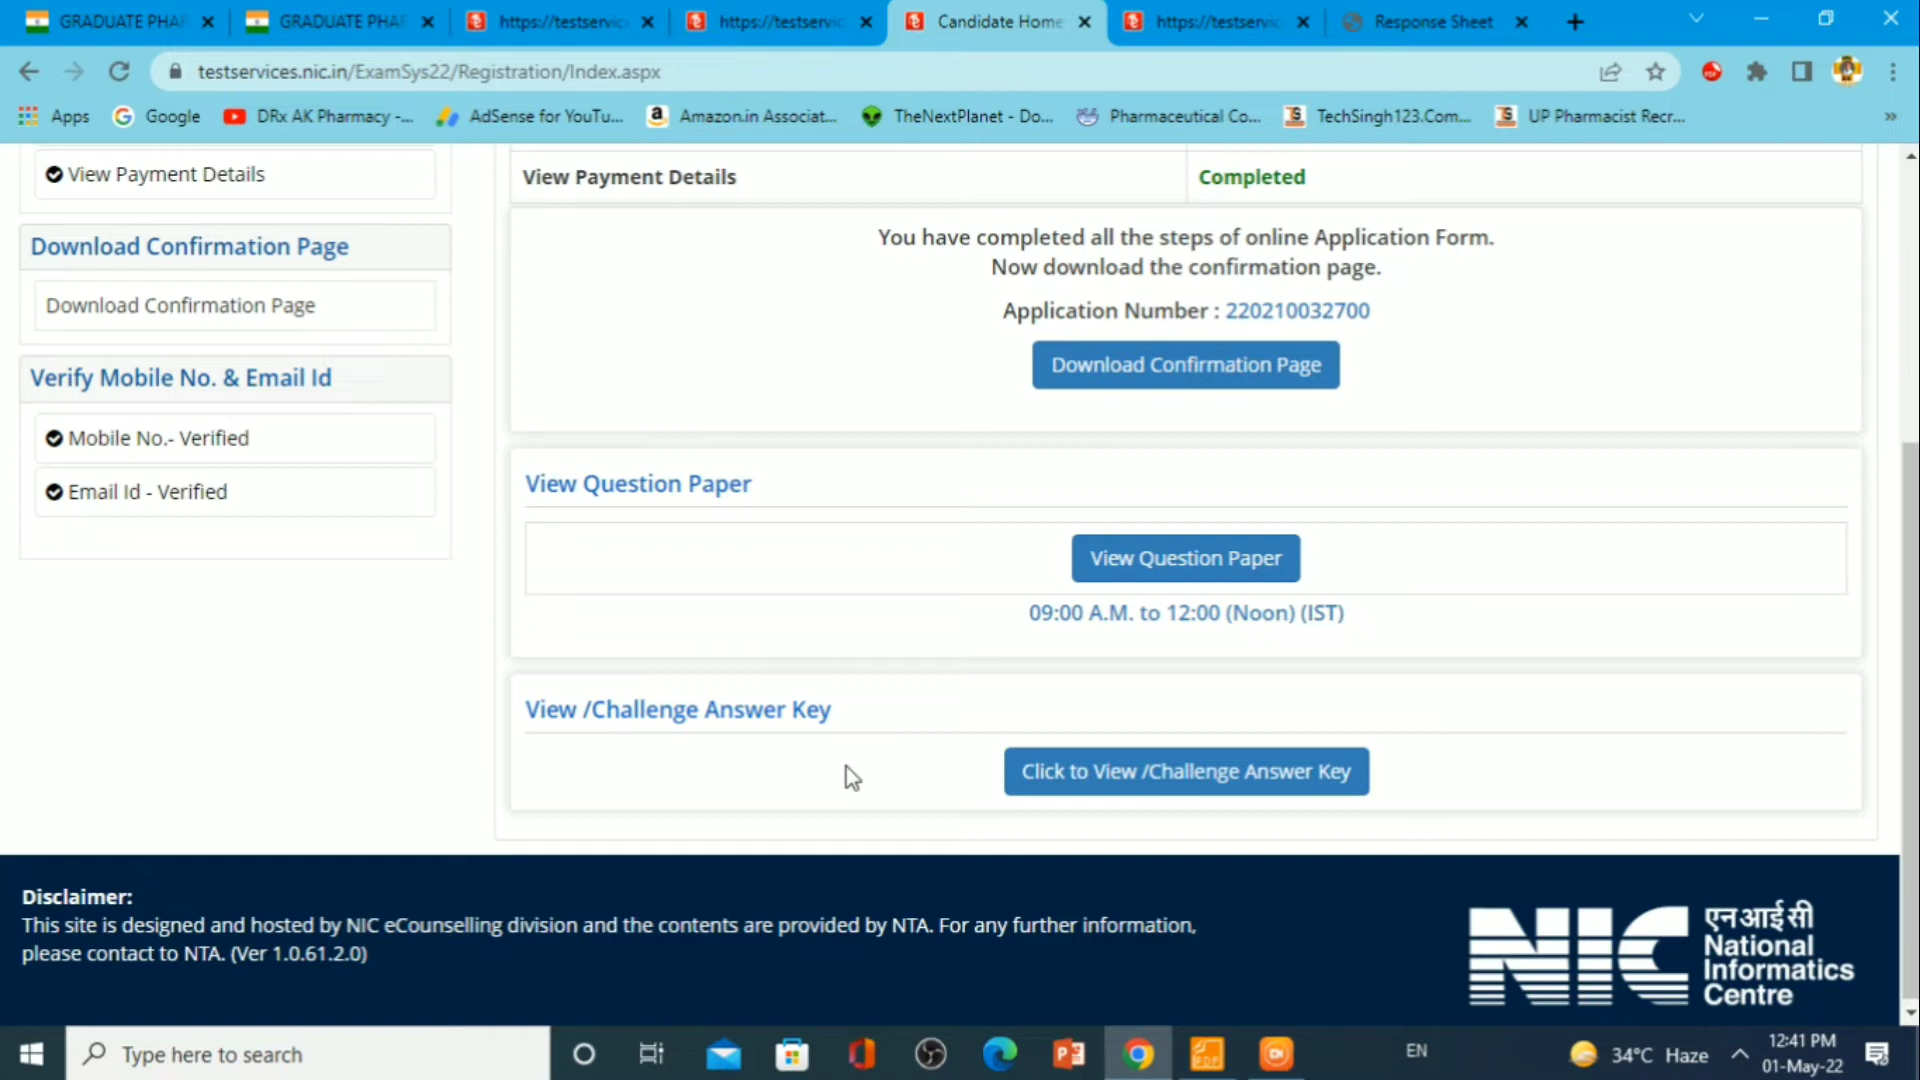 GRADUATE PHAR
GRADUATE PHAR
https://testservic
https://testservic
Candidate Home
https://testservic
Response Sheet
testservices.nic.in/ExamSys22/Registration/Index.aspx
Apps
Google
DRx AK Pharmacy -...
AdSense for YouTu...
Amazon.in Associat...
TheNextPlanet - Do...
Pharmaceutical Co...
TechSingh123.Com...
UP Pharmacist Recr...
View Payment Details
Download Confirmation Page
Download Confirmation Page
Verify Mobile No. & Email Id
Mobile No.- Verified
Email Id - Verified
View Payment Details Completed
You have completed all the steps of online Application Form.
Now download the confirmation page.
Application Number : 220210032700
Download Confirmation Page
View Question Paper
View Question Paper
09:00 A.M. to 12:00 (Noon) (IST)
View /Challenge Answer Key
Click to View /Challenge Answer Key
Disclaimer:
This site is designed and hosted by NIC eCounselling division and the contents are provided by NTA. For any further information,
please contact to NTA. (Ver 1.0.61.2.0)
NIC
एन आई सी
National
Informatics
Centre
Type here to search
EN
34°C Haze
12:41 PM
01-May-22